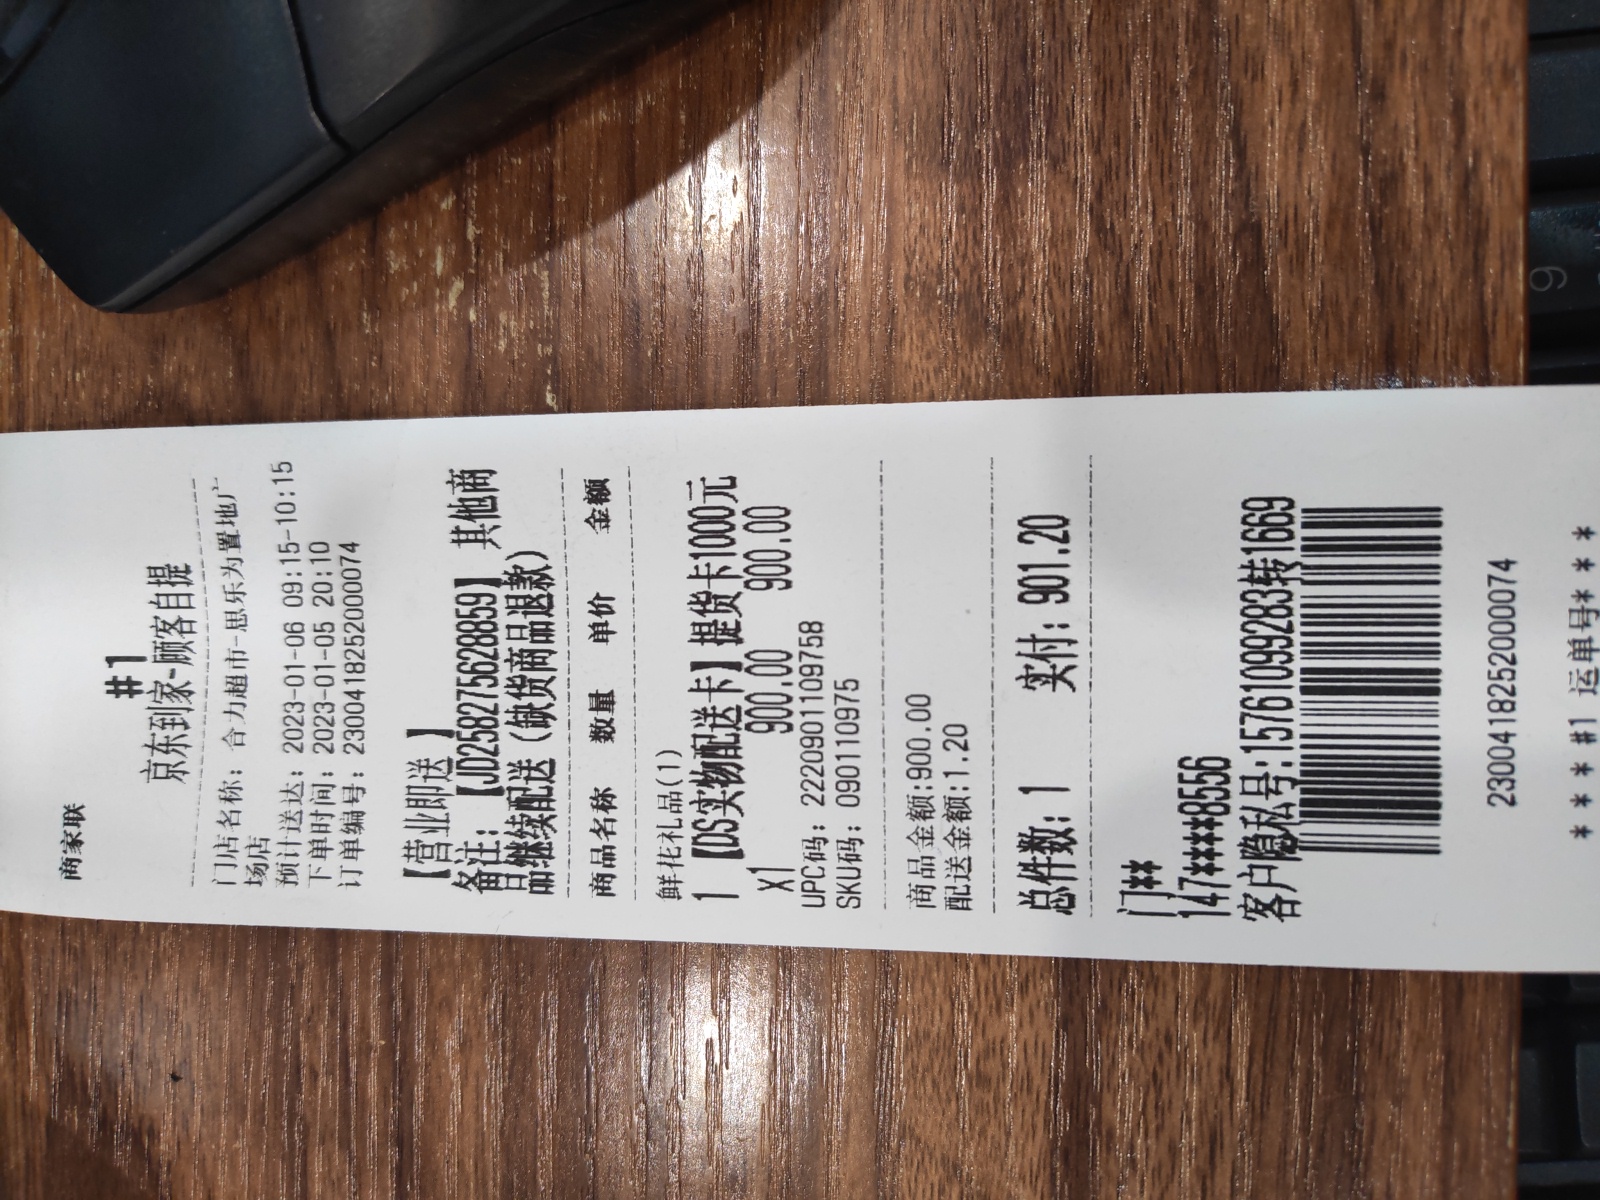 商家联
#1
京东到家-顾客自提
门店名称：合力超市-思乐为置地广
场店
预计送达：2023-01-06 09:15-10:15
下单时间：2023-01-05 20:10
订单编号：2300418252000074
【营业即送 】
备注：【JD2582756288591】 其他商
品继续配送（缺货商品退款）
商品名称 数量 单价 金额
鲜花礼品(1)
1 【DS实物配送卡】提货卡1000元
X1 900.00 900.00
UPC码：2220901109758
SKU码：090110975
商品金额:900.00
配送金额:1.20
总件数：1 实付：901.20
门**
147****8556
客户隐私号:15761099283转1669
2300418252000074
* * * * #1 运单号* * * *
9